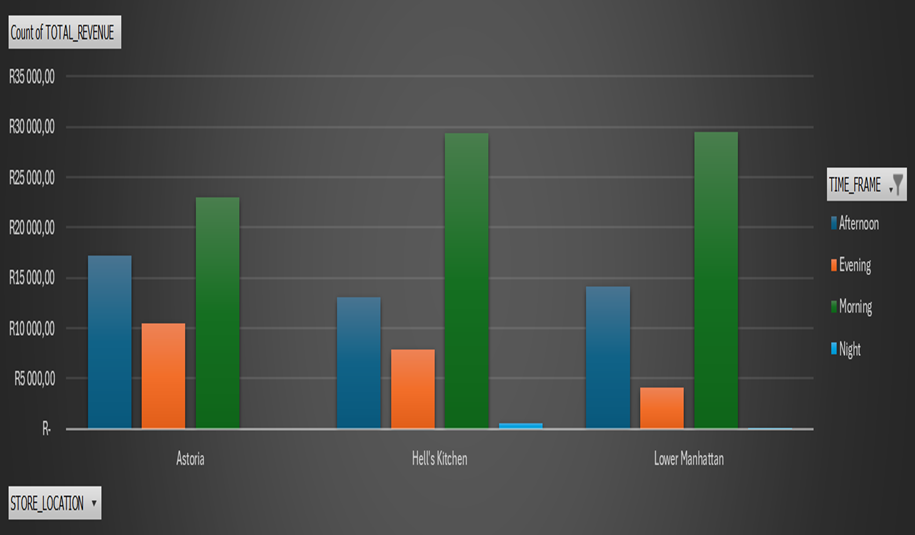 Count of TOTAL_REVENUE
R35 000,00
R30 000,00
R25 000,00
R20 000,00
R15 000,00
R10 000,00
R5 000,00
R-
Astoria
Hell's Kitchen
Lower Manhattan
TIME_FRAME
Afternoon
Evening
Morning
Night
STORE_LOCATION